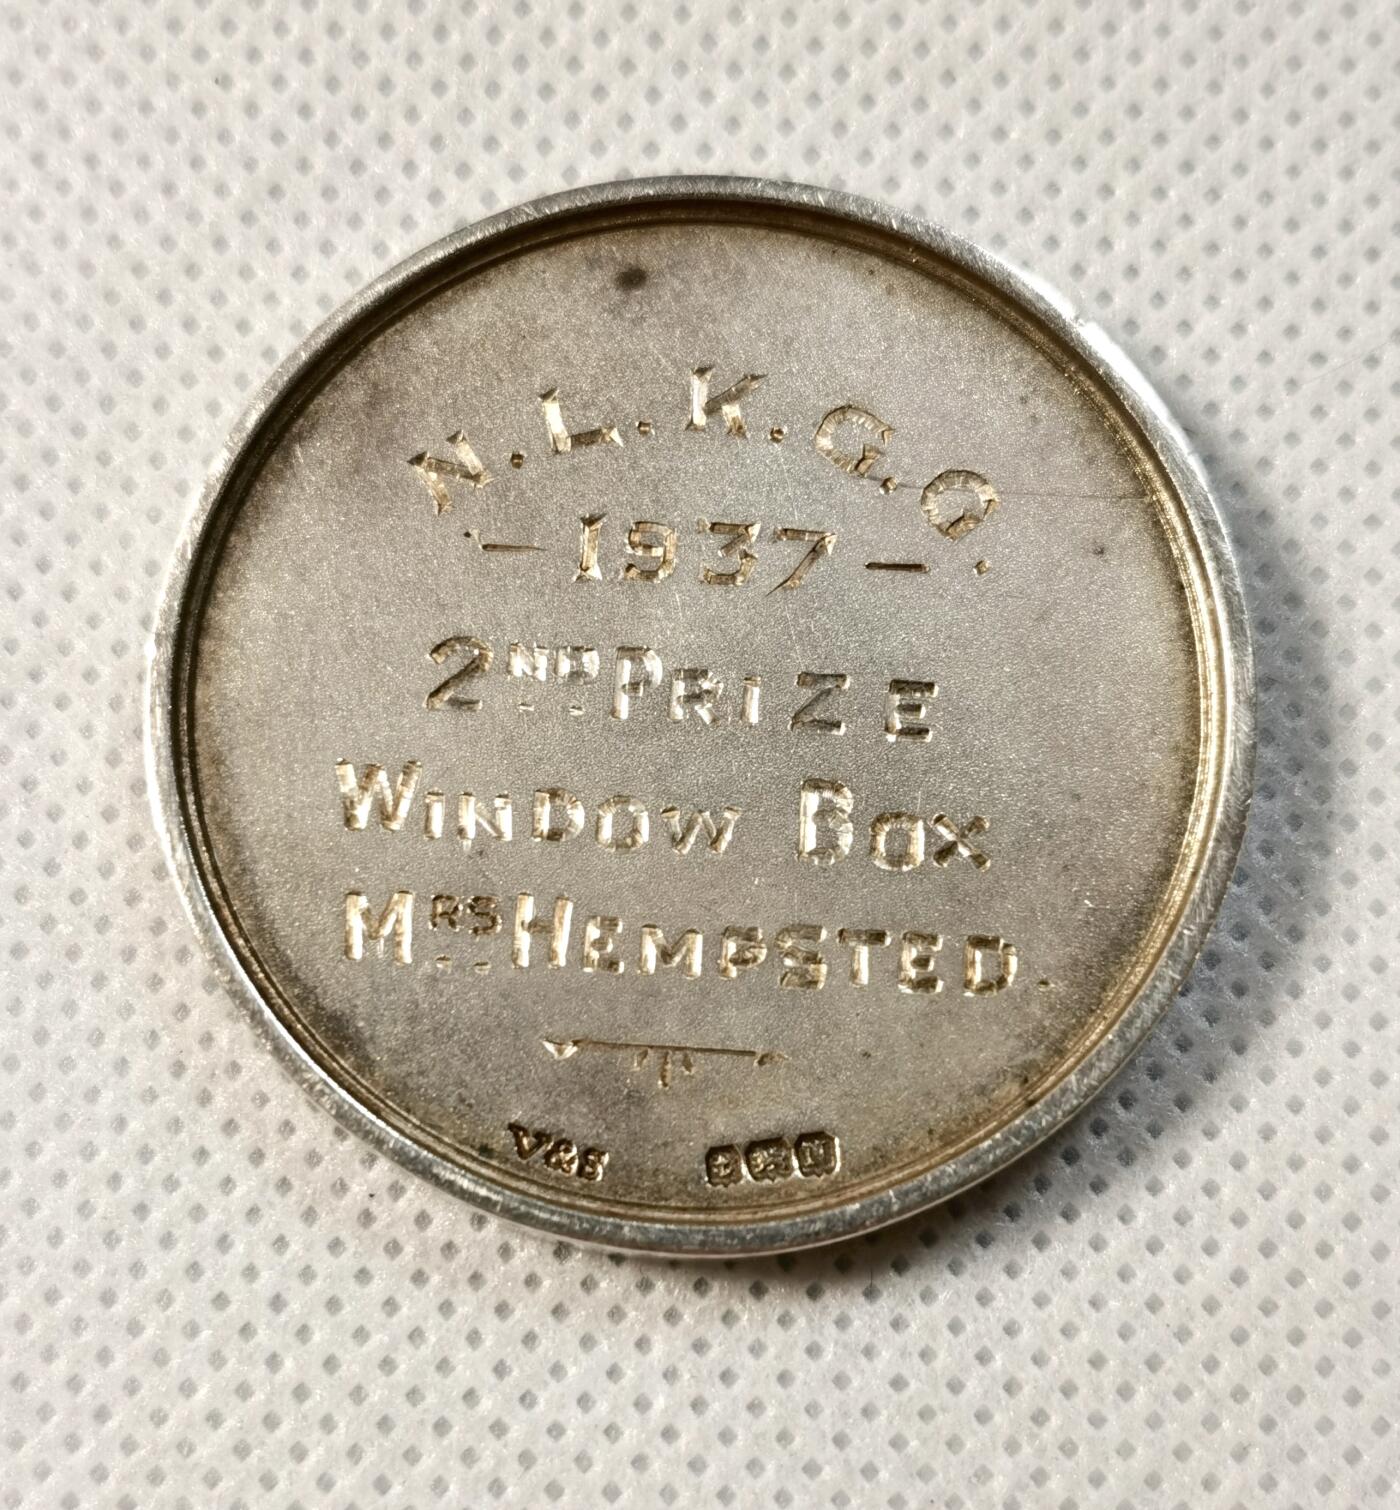 N.L.K.G.G.
– 1937 –
2ND PRIZE
WINDOW BOX
MRS HEMPSTED.
V&S N